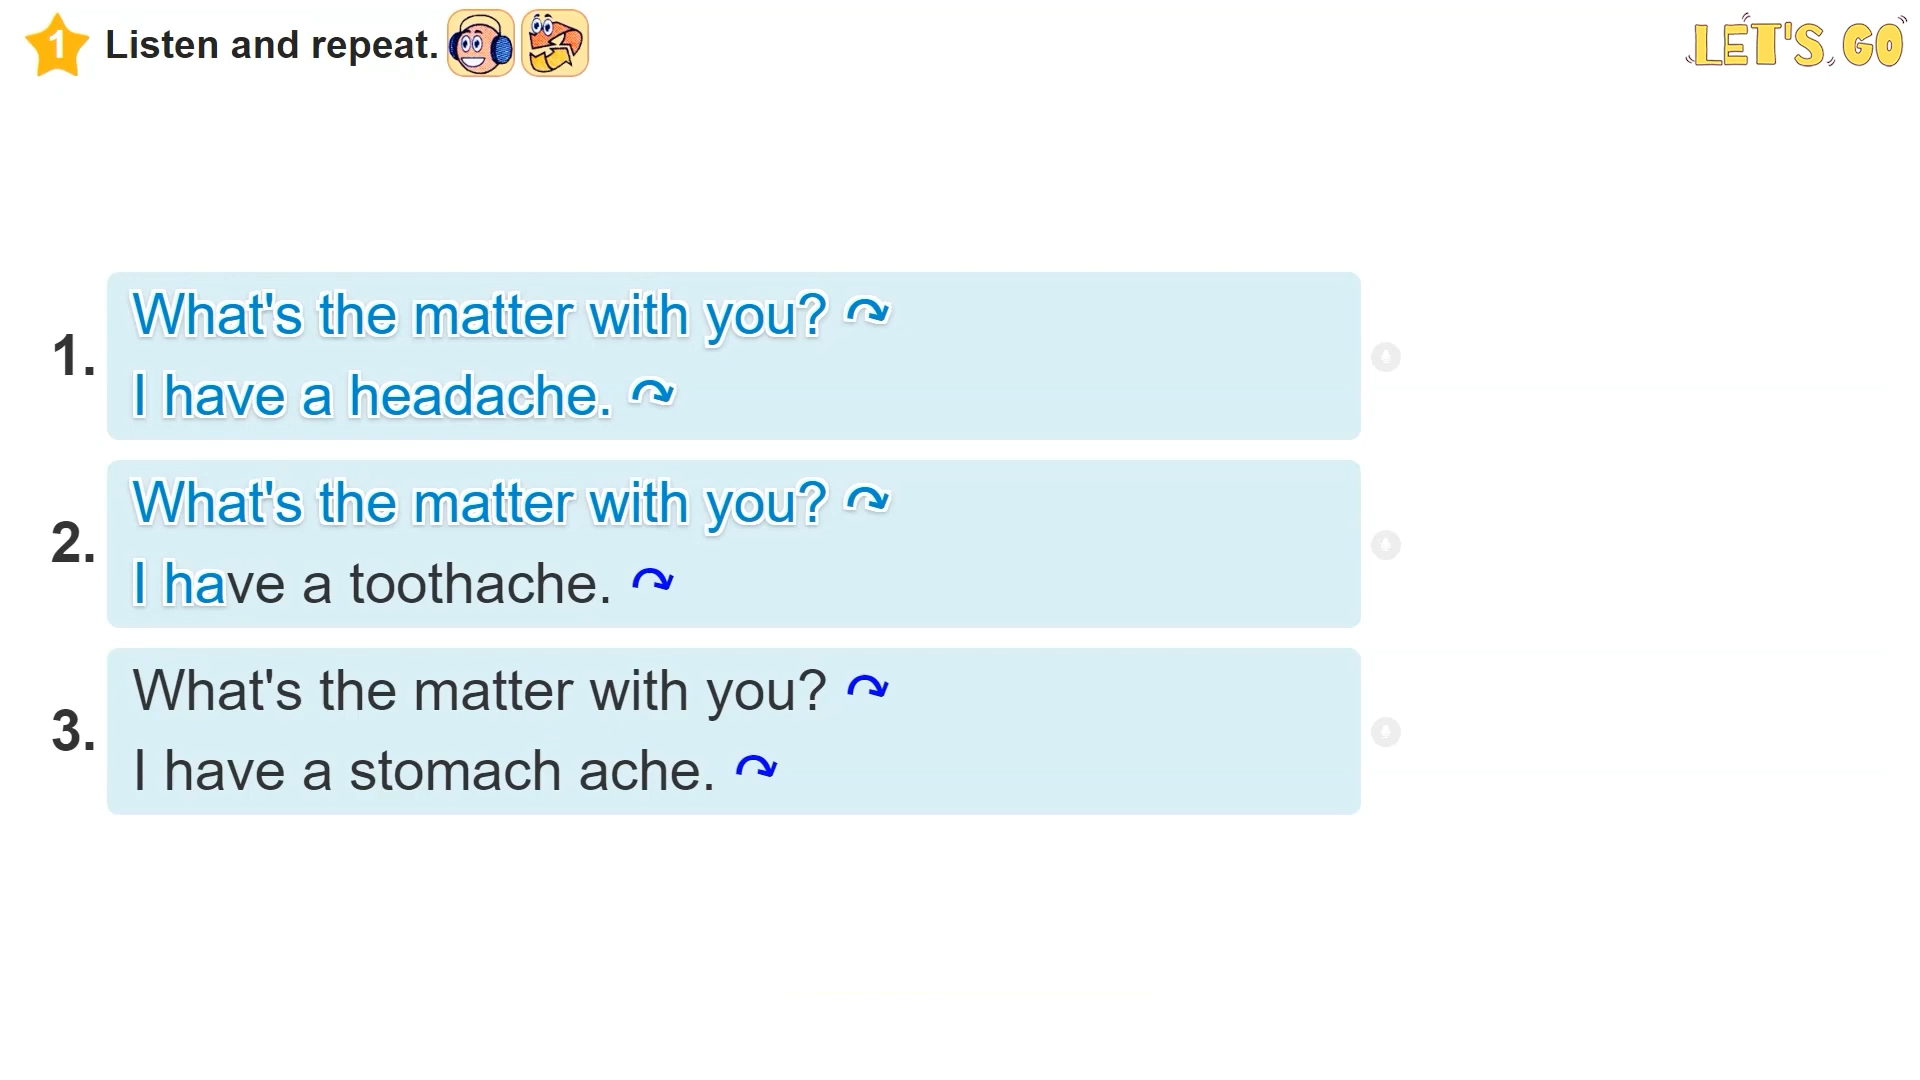 1 Listen and repeat.
LET'S GO
1. What's the matter with you?
I have a headache.
2. What's the matter with you?
I have a toothache.
3. What's the matter with you?
I have a stomach ache.